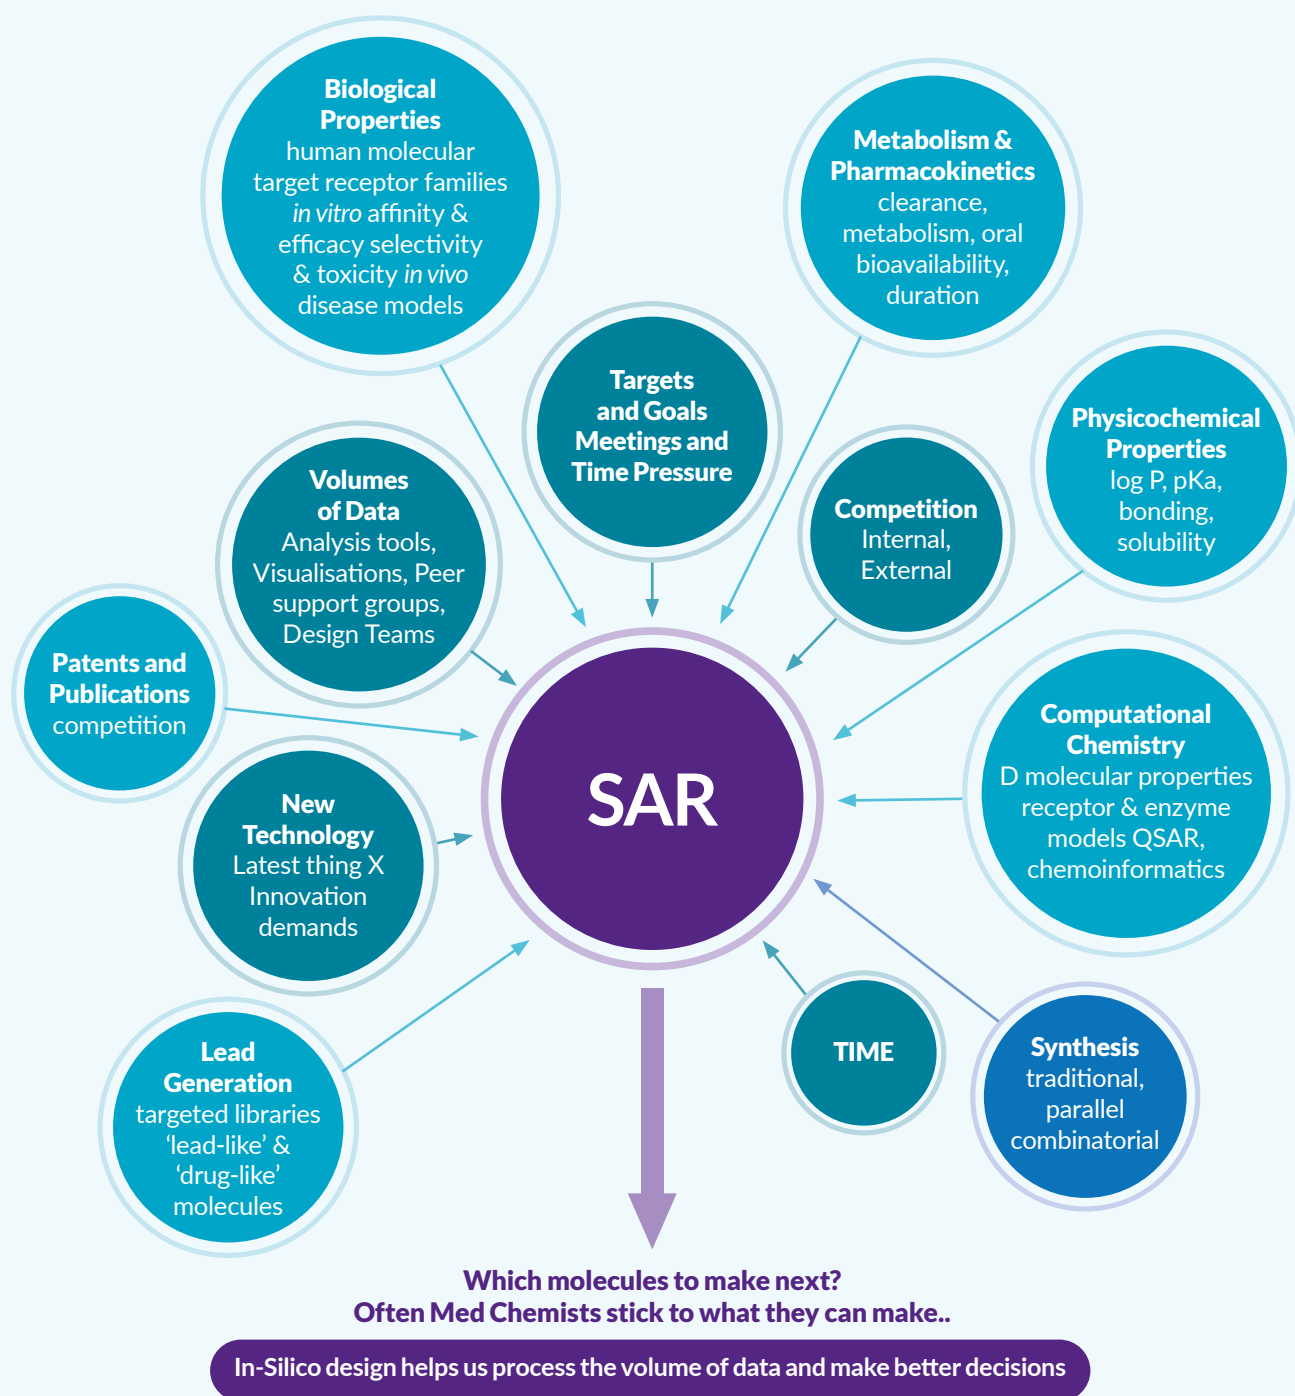 Biological
Properties
human molecular
target receptor families
in vitro affinity &
efficacy selectivity
& toxicity in vivo
disease models
Metabolism &
Pharmacokinetics
clearance,
metabolism, oral
bioavailability,
duration
Targets
and Goals
Meetings and
Time Pressure
Physicochemical
Properties
log P, pKa,
bonding,
solubility
Volumes
of Data
Analysis tools,
Visualisations, Peer
support groups,
Design Teams
Competition
Internal,
External
Patents and
Publications
competition
SAR
Computational
Chemistry
D molecular properties
receptor & enzyme
models QSAR,
chemoinformatics
New
Technology
Latest thing X
Innovation
demands
Lead
Generation
targeted libraries
‘lead-like’ &
‘drug-like’
molecules
TIME
Synthesis
traditional,
parallel
combinatorial
Which molecules to make next?
Often Med Chemists stick to what they can make..
In-Silico design helps us process the volume of data and make better decisions